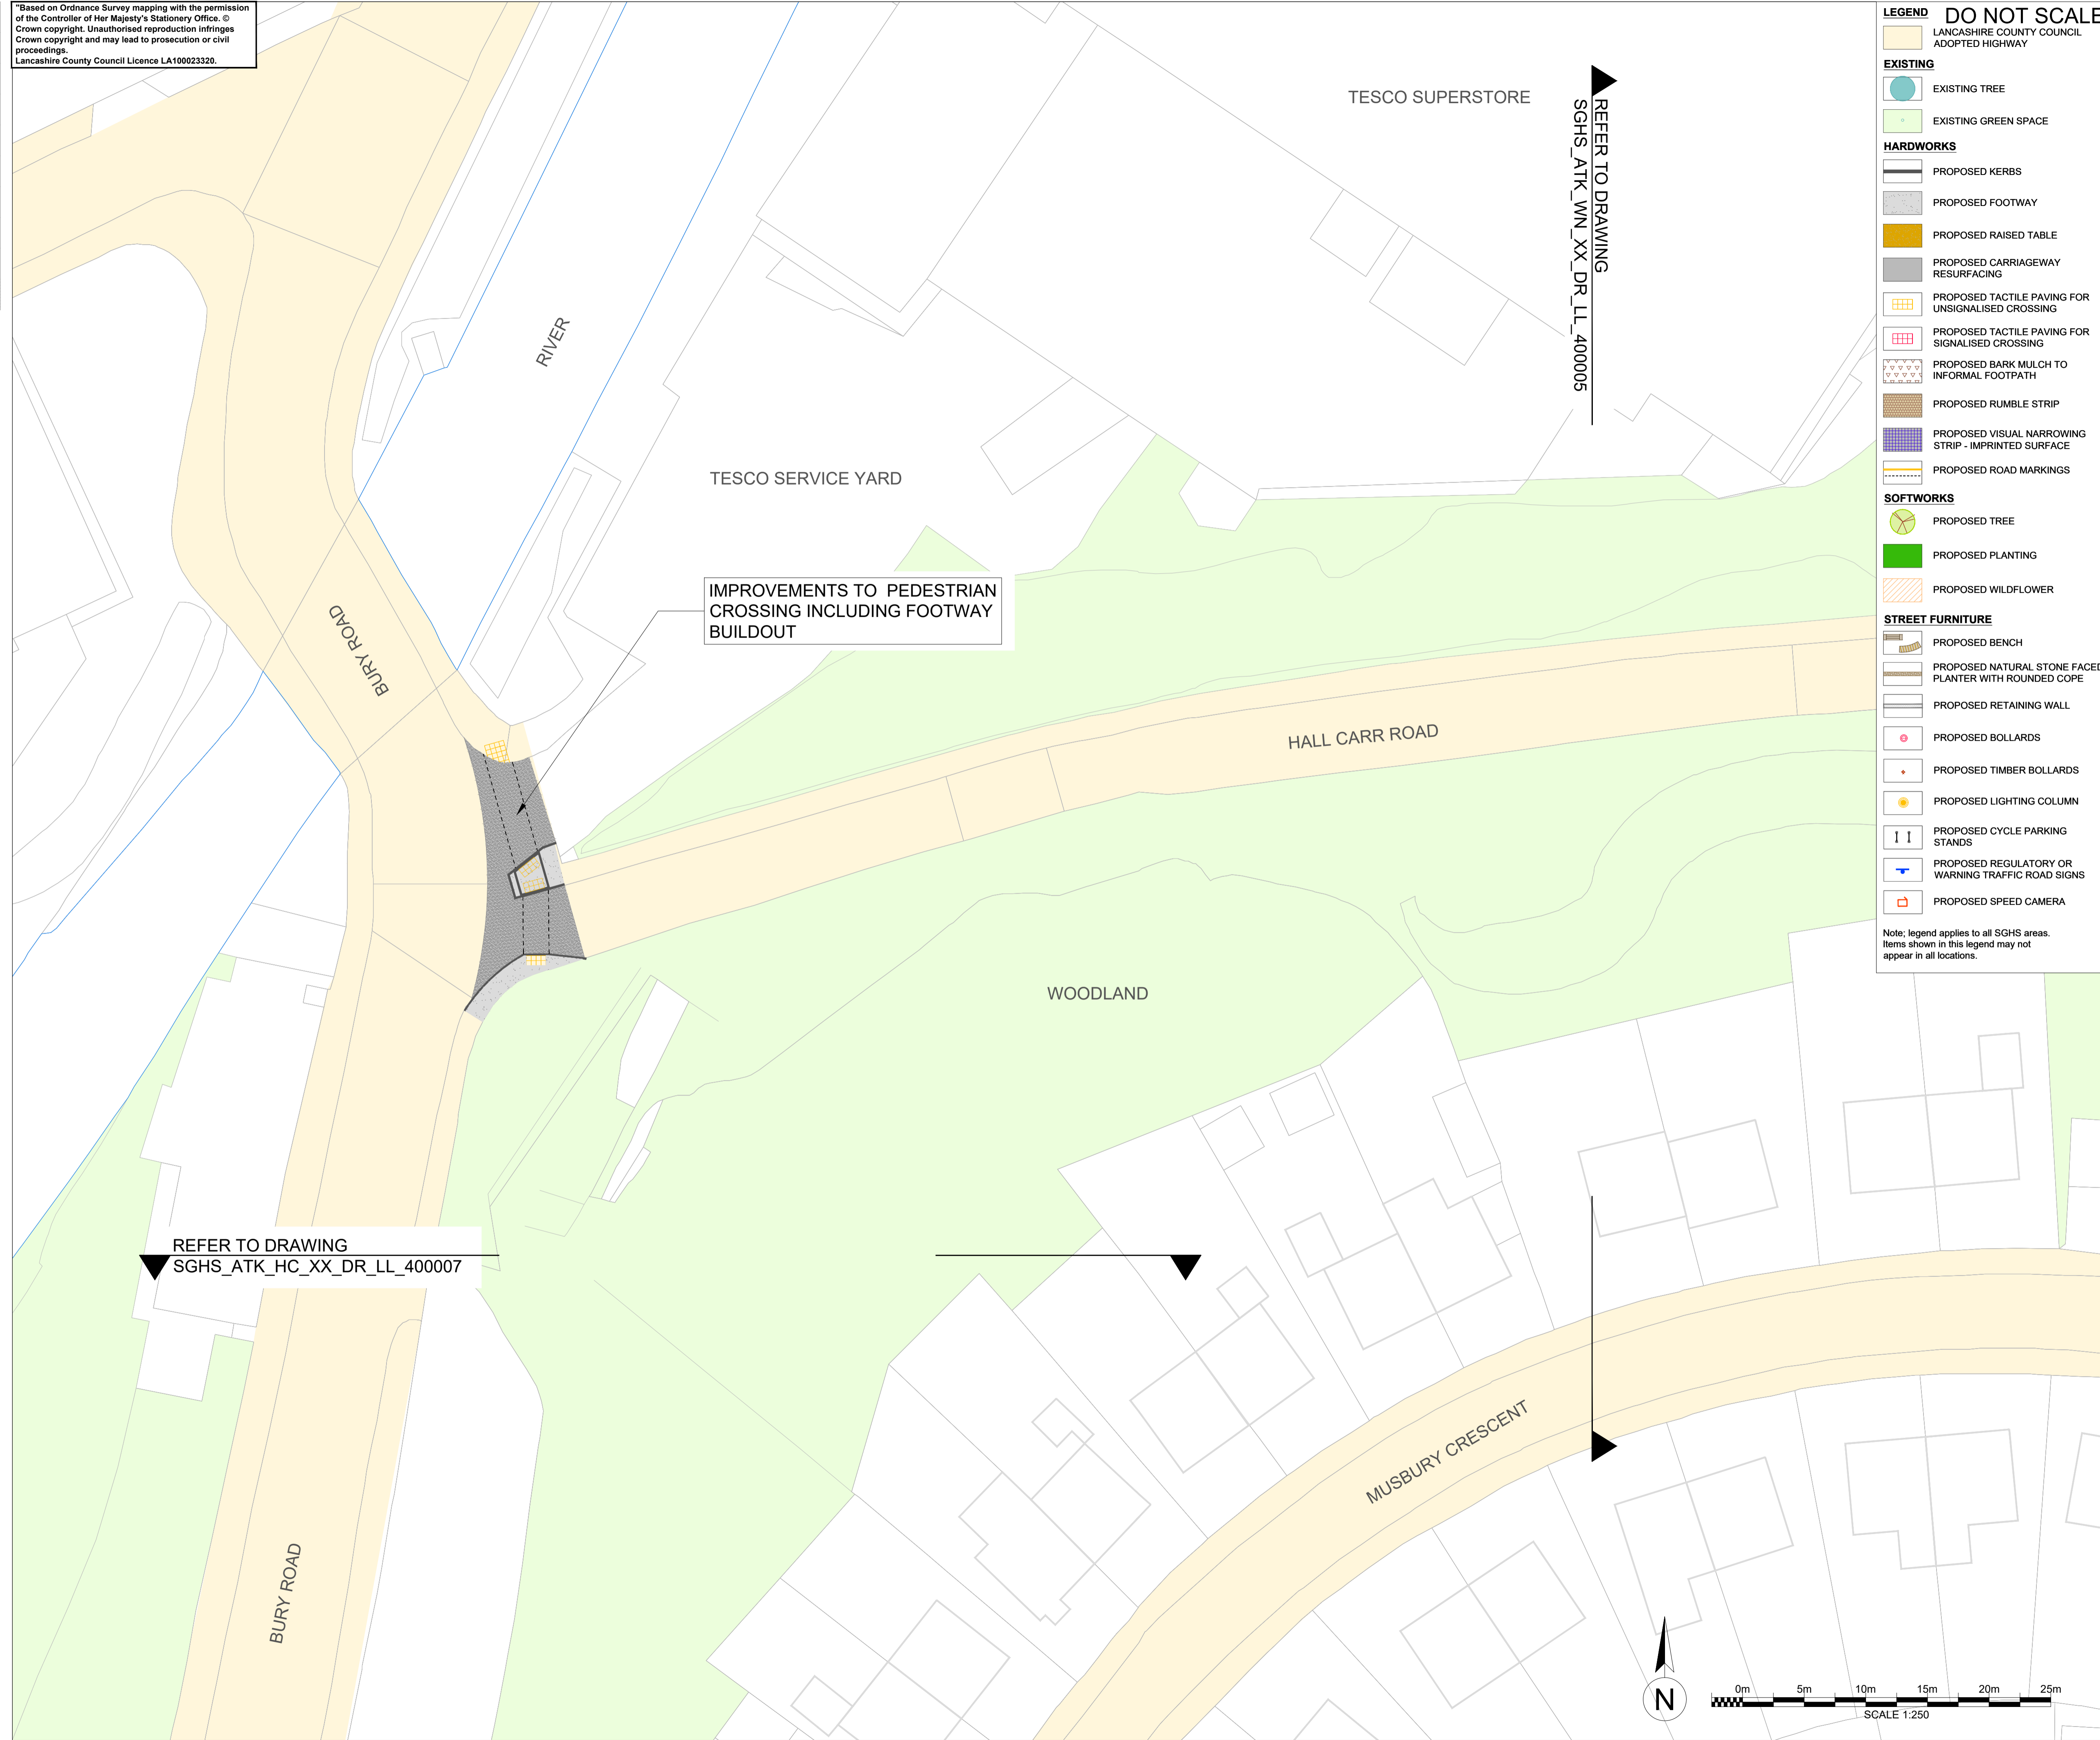 "Based on Ordnance Survey mapping with the permission
of the Controller of Her Majesty's Stationery Office. ©
Crown copyright. Unauthorised reproduction infringes
Crown copyright and may lead to prosecution or civil
proceedings.
Lancashire County Council Licence LA100023320.
TESCO SUPERSTORE
REFER TO DRAWING
SGHS_ATK_WN_XX_DR_LL_400005
RIVER
TESCO SERVICE YARD
IMPROVEMENTS TO PEDESTRIAN
CROSSING INCLUDING FOOTWAY
BUILDOUT
BURY ROAD
HALL CARR ROAD
WOODLAND
REFER TO DRAWING
SGHS_ATK_HC_XX_DR_LL_400007
MUSBURY CRESCENT
BURY ROAD
N
0m 5m 10m 15m 20m 25m
SCALE 1:250
LEGEND DO NOT SCALE
LANCASHIRE COUNTY COUNCIL
ADOPTED HIGHWAY
EXISTING
EXISTING TREE
EXISTING GREEN SPACE
HARDWORKS
PROPOSED KERBS
PROPOSED FOOTWAY
PROPOSED RAISED TABLE
PROPOSED CARRIAGEWAY
RESURFACING
PROPOSED TACTILE PAVING FOR
UNSIGNALISED CROSSING
PROPOSED TACTILE PAVING FOR
SIGNALISED CROSSING
PROPOSED BARK MULCH TO
INFORMAL FOOTPATH
PROPOSED RUMBLE STRIP
PROPOSED VISUAL NARROWING
STRIP - IMPRINTED SURFACE
PROPOSED ROAD MARKINGS
SOFTWORKS
PROPOSED TREE
PROPOSED PLANTING
PROPOSED WILDFLOWER
STREET FURNITURE
PROPOSED BENCH
PROPOSED NATURAL STONE FACED
PLANTER WITH ROUNDED COPE
PROPOSED RETAINING WALL
PROPOSED BOLLARDS
PROPOSED TIMBER BOLLARDS
PROPOSED LIGHTING COLUMN
PROPOSED CYCLE PARKING
STANDS
PROPOSED REGULATORY OR
WARNING TRAFFIC ROAD SIGNS
PROPOSED SPEED CAMERA
Note; legend applies to all SGHS areas.
Items shown in this legend may not
appear in all locations.